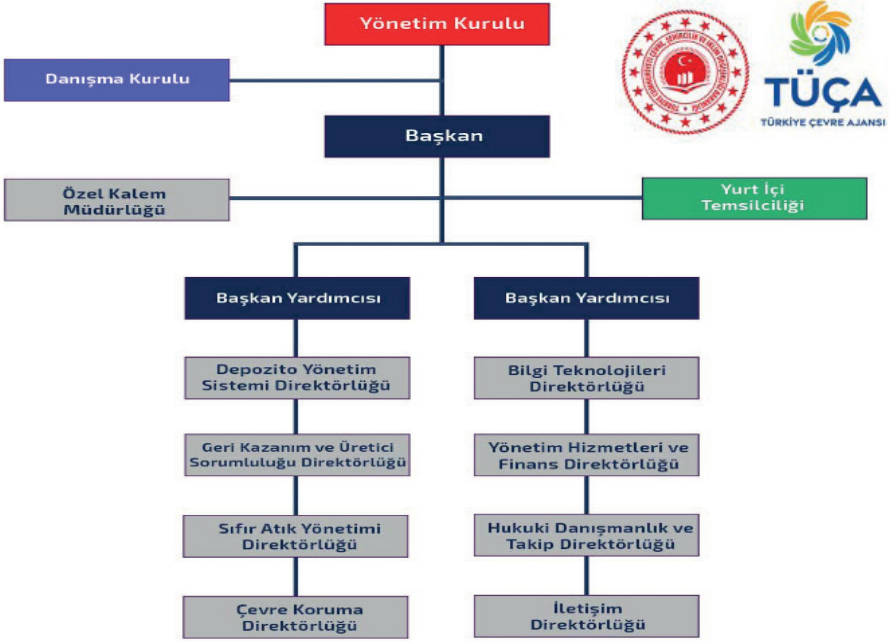 Yönetim Kurulu
TÜÇA
TÜRKİYE ÇEVRE AJANSI
Danışma Kurulu
Başkan
Özel Kalem
Müdürlüğü
Yurt İçi
Temsilciliği
Başkan Yardımcısı
Başkan Yardımcısı
Depozito Yönetim
Sistemi Direktörlüğü
Bilgi Teknolojileri
Direktörlüğü
Geri Kazanım ve Üretici
Sorumluluğu Direktörlüğü
Yönetim Hizmetleri ve
Finans Direktörlüğü
Sıfır Atık Yönetimi
Direktörlüğü
Hukuki Danışmanlık ve
Takip Direktörlüğü
Çevre Koruma
Direktörlüğü
İletişim
Direktörlüğü